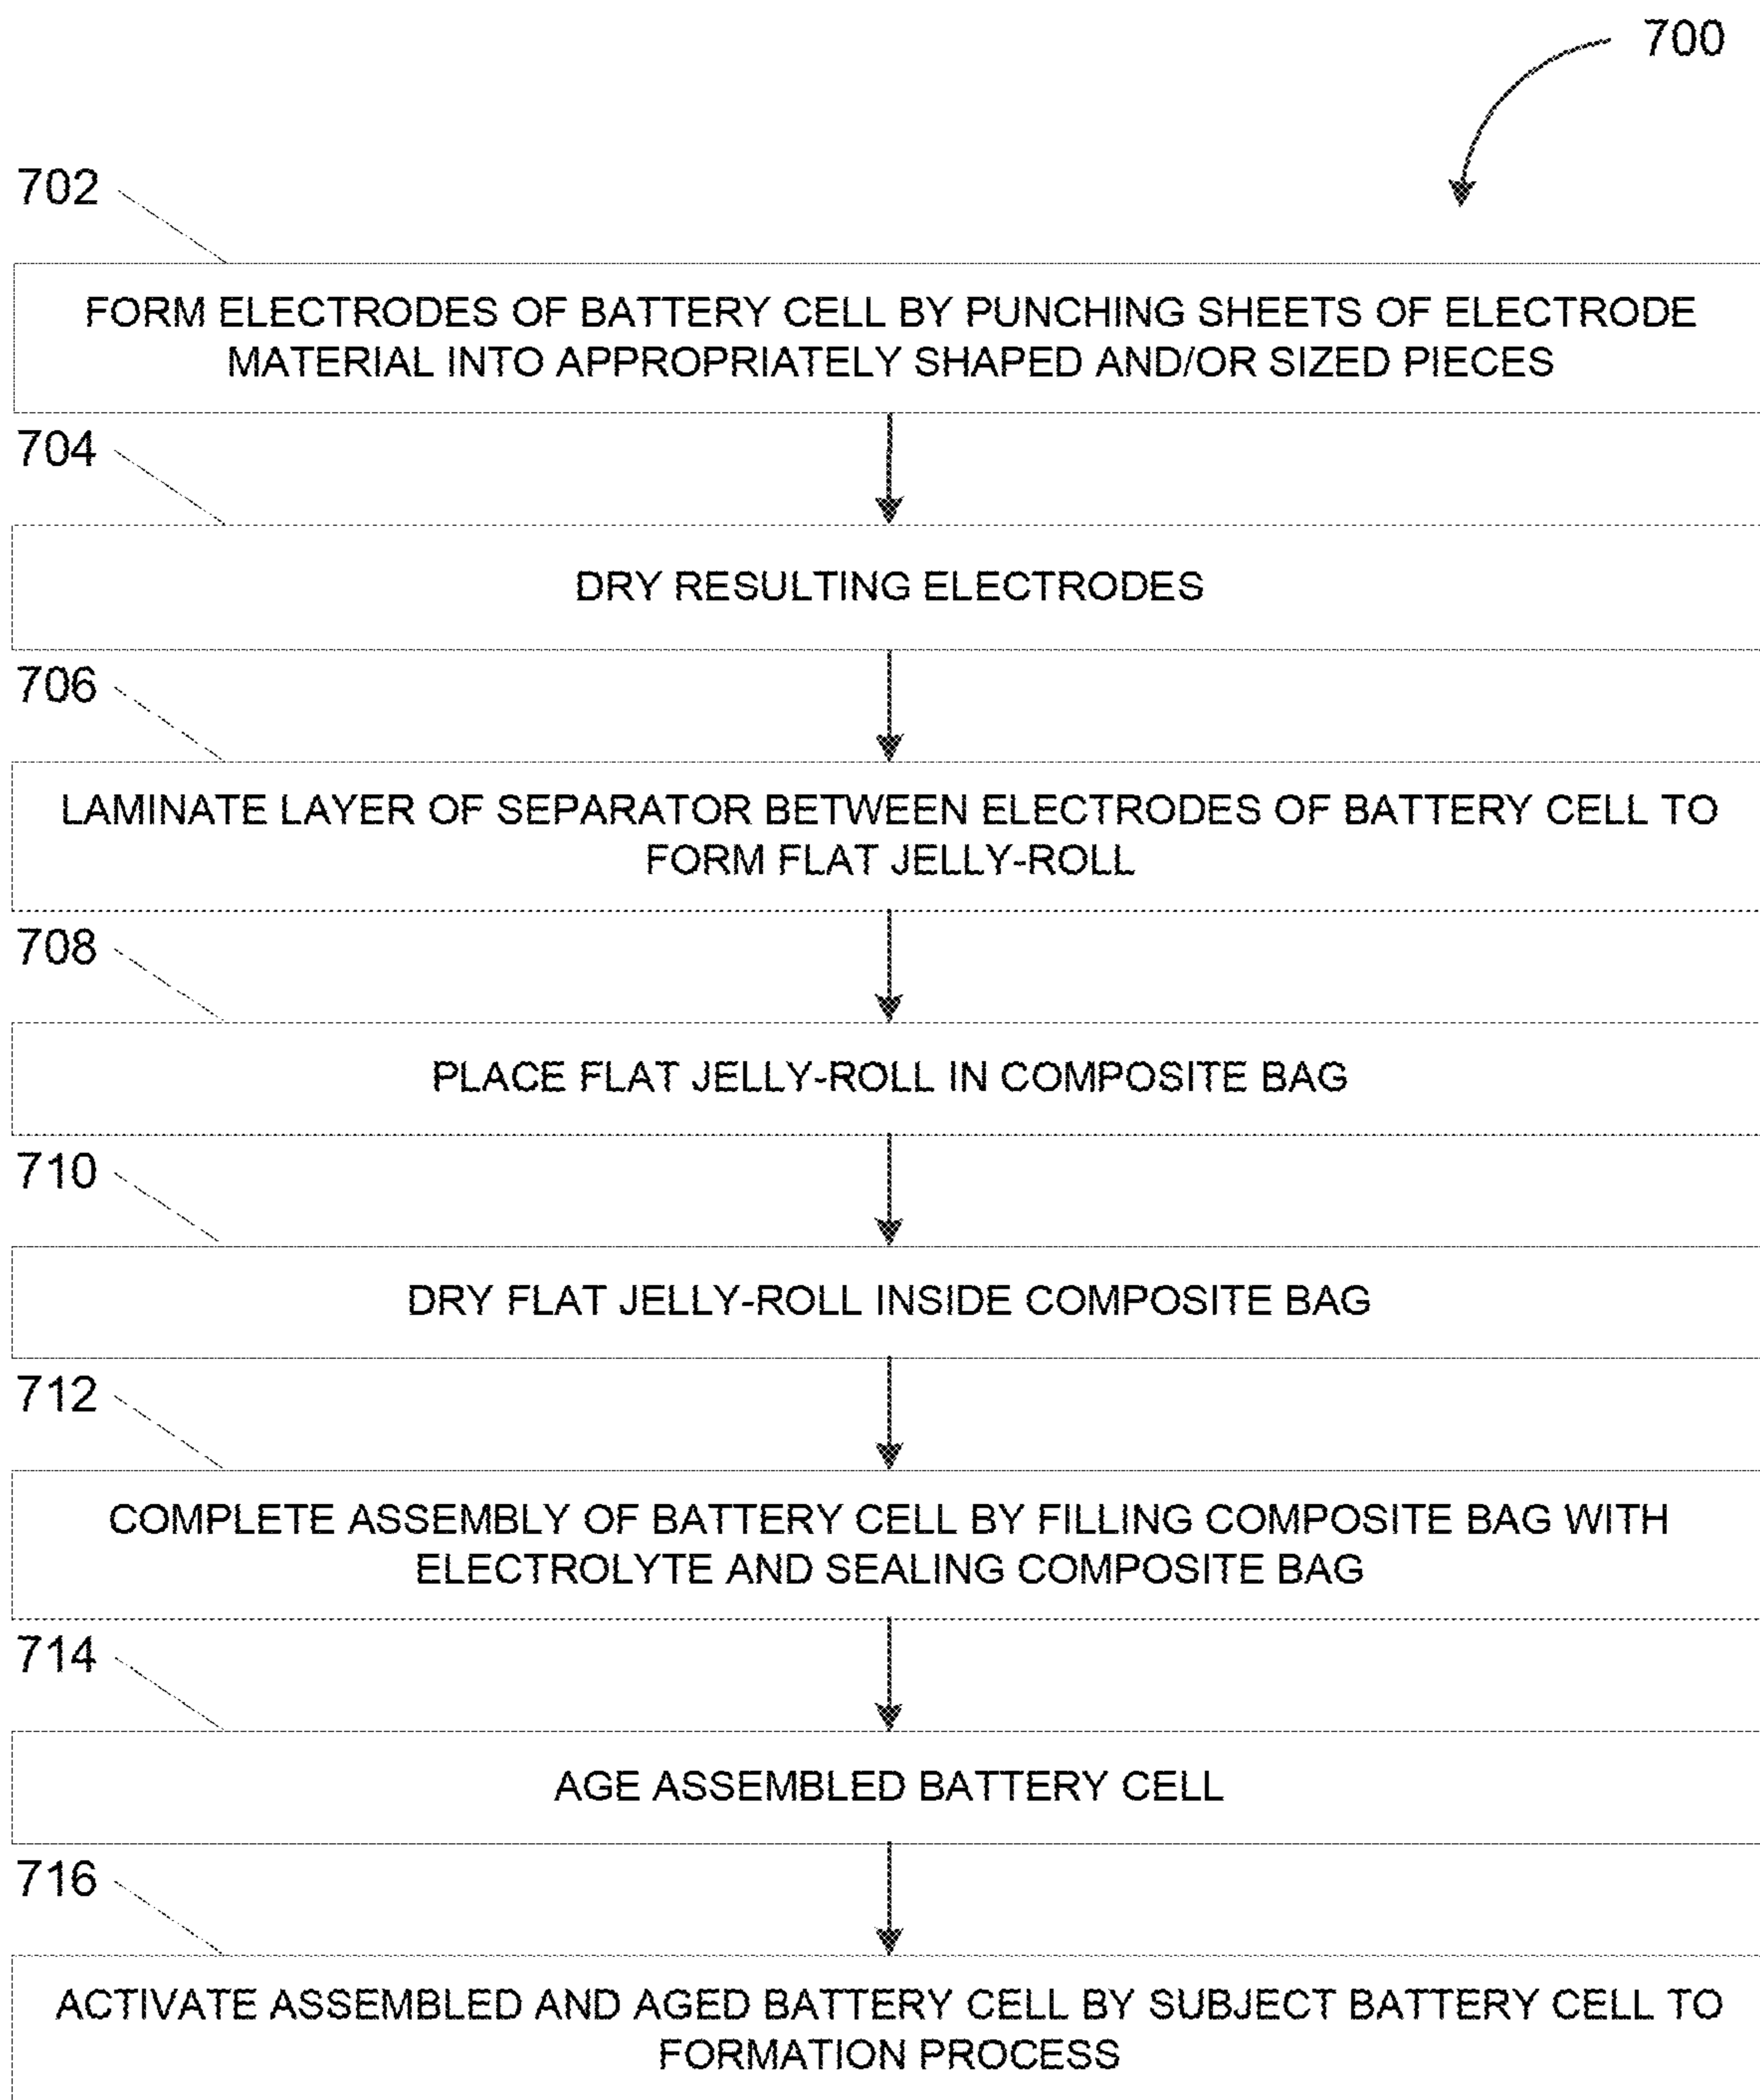 700
702
FORM ELECTRODES OF BATTERY CELL BY PUNCHING SHEETS OF ELECTRODE
MATERIAL INTO APPROPRIATELY SHAPED AND/OR SIZED PIECES
704
DRY RESULTING ELECTRODES
706
LAMINATE LAYER OF SEPARATOR BETWEEN ELECTRODES OF BATTERY CELL TO
FORM FLAT JELLY-ROLL
708
PLACE FLAT JELLY-ROLL IN COMPOSITE BAG
710
DRY FLAT JELLY-ROLL INSIDE COMPOSITE BAG
712
COMPLETE ASSEMBLY OF BATTERY CELL BY FILLING COMPOSITE BAG WITH
ELECTROLYTE AND SEALING COMPOSITE BAG
714
AGE ASSEMBLED BATTERY CELL
716
ACTIVATE ASSEMBLED AND AGED BATTERY CELL BY SUBJECT BATTERY CELL TO
FORMATION PROCESS